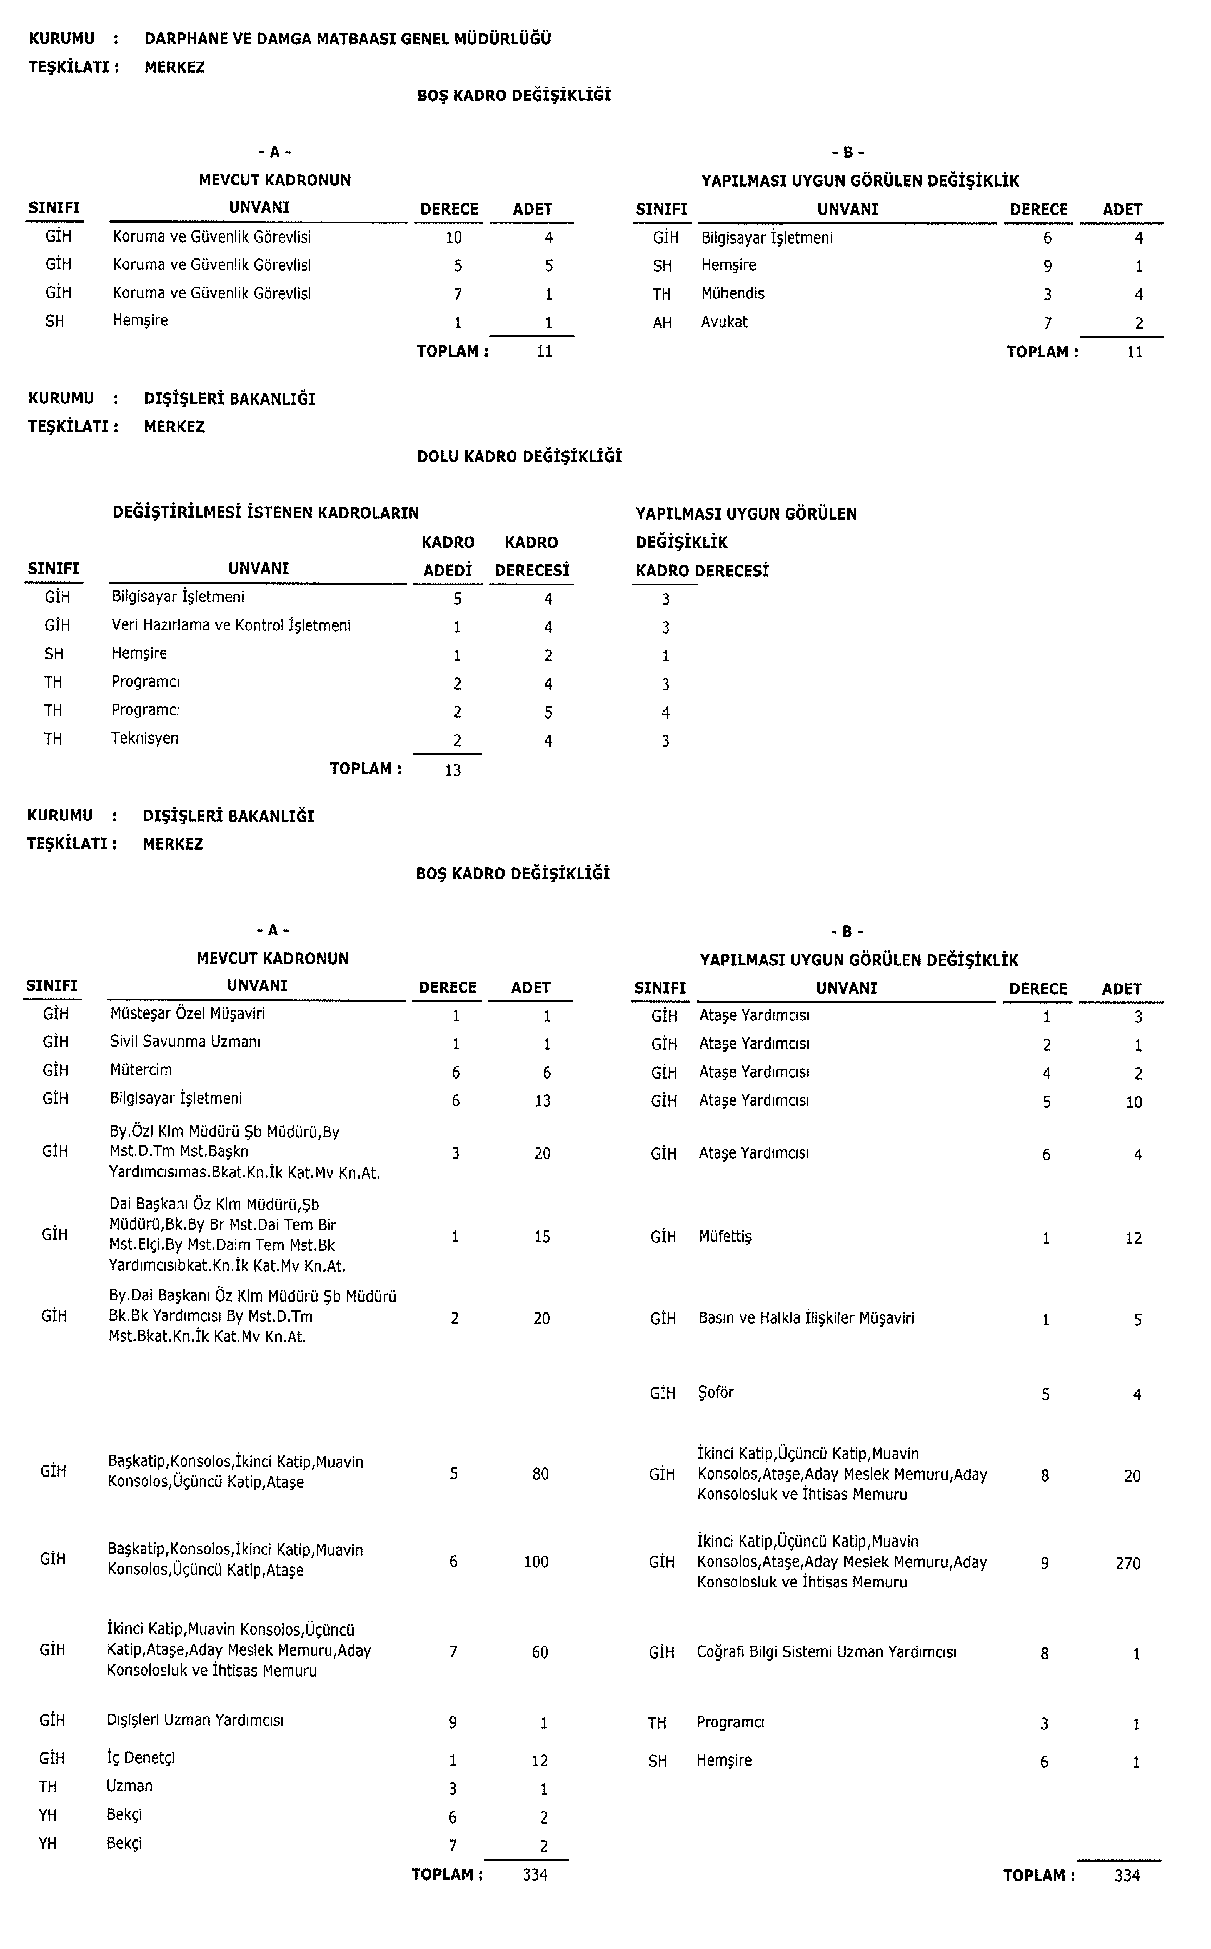 KURUMU : DARPHANE VE DAMGA MATBAASI GENEL MÜDÜRLÜĞÜ
TEŞKİLATI : MERKEZ
BOŞ KADRO DEĞİŞİKLİĞİ
- A - - B -
MEVCUT KADRONUN YAPILMASI UYGUN GÖRÜLEN DEĞİŞİKLİK
SINIFI UNVANI DERECE ADET SINIFI UNVANI DERECE ADET
GİH Koruma ve Güvenlik Görevlisi 10 4 GİH Bilgisayar İşletmeni 6 4
GİH Koruma ve Güvenlik Görevlisi 5 5 SH Hemşire 9 1
GİH Koruma ve Güvenlik Görevlisi 7 1 TH Mühendis 3 4
SH Hemşire 1 1 AH Avukat 7 2
TOPLAM : 11 TOPLAM : 11
KURUMU : DIŞİŞLERİ BAKANLIĞI
TEŞKİLATI : MERKEZ
DOLU KADRO DEĞİŞİKLİĞİ
DEĞİŞTİRİLMESİ İSTENEN KADROLARIN YAPILMASI UYGUN GÖRÜLEN
KADRO KADRO DEĞİŞİKLİK
SINIFI UNVANI ADEDİ DERECESİ KADRO DERECESİ
GİH Bilgisayar İşletmeni 5 4 3
GİH Veri Hazırlama ve Kontrol İşletmeni 1 4 3
SH Hemşire 1 2 1
TH Programcı 2 4 3
TH Programcı 2 5 4
TH Teknisyen 2 4 3
TOPLAM : 13
KURUMU : DIŞİŞLERİ BAKANLIĞI
TEŞKİLATI : MERKEZ
BOŞ KADRO DEĞİŞİKLİĞİ
- A - - B -
MEVCUT KADRONUN YAPILMASI UYGUN GÖRÜLEN DEĞİŞİKLİK
SINIFI UNVANI DERECE ADET SINIFI UNVANI DERECE ADET
GİH Müsteşar Özel Müşaviri 1 1 GİH Ataşe Yardımcısı 1 3
GİH Sivil Savunma Uzmanı 1 1 GİH Ataşe Yardımcısı 2 1
GİH Mütercim 6 6 GİH Ataşe Yardımcısı 4 2
GİH Bilgisayar İşletmeni 6 13 GİH Ataşe Yardımcısı 5 10
By.Özl Klm Müdürü Şb Müdürü,By
GİH Mst.D.Tm Mst.Başkn 3 20 GİH Ataşe Yardımcısı 6 4
Yardımcısımas.Bkat.Kn.İk Kat.Mv Kn.At.
Dai Başkanı Öz Klm Müdürü,Şb
Müdürü,Bk.By Br Mst.Dai Tem Bir
GİH Mst.Elçi.By Mst.Daim Tem Mst.Bk 1 15 GİH Müfettiş 1 12
Yardımcısıbkat.Kn.İk Kat.Mv Kn.At.
By.Dai Başkanı Öz Klm Müdürü Şb Müdürü
GİH Bk.Bk Yardımcısı By Mst.D.Tm 2 20 GİH Basın ve Halkla İlişkiler Müşaviri 1 5
Mst.Bkat.Kn.İk Kat.Mv Kn.At.
GİH Şoför 5 4
İkinci Katip,Üçüncü Katip,Muavin
GİH Başkatip,Konsolos,İkinci Katip,Muavin 5 80 GİH Konsolos,Ataşe,Aday Meslek Memuru,Aday 8 20
Konsolos,Üçüncü Katip,Ataşe Konsolosluk ve İhtisas Memuru
İkinci Katip,Üçüncü Katip,Muavin
GİH Başkatip,Konsolos,İkinci Katip,Muavin 6 100 GİH Konsolos,Ataşe,Aday Meslek Memuru,Aday 9 270
Konsolos,Üçüncü Katip,Ataşe Konsolosluk ve İhtisas Memuru
İkinci Katip,Muavin Konsolos,Üçüncü
GİH Katip,Ataşe,Aday Meslek Memuru,Aday 7 60 GİH Coğrafi Bilgi Sistemi Uzman Yardımcısı 8 1
Konsolosluk ve İhtisas Memuru
GİH Dışişleri Uzman Yardımcısı 9 1 TH Programcı 3 1
GİH İç Denetçi 1 12 SH Hemşire 6 1
TH Uzman 3 1
YH Bekçi 6 2
YH Bekçi 7 2
TOPLAM : 334 TOPLAM : 334